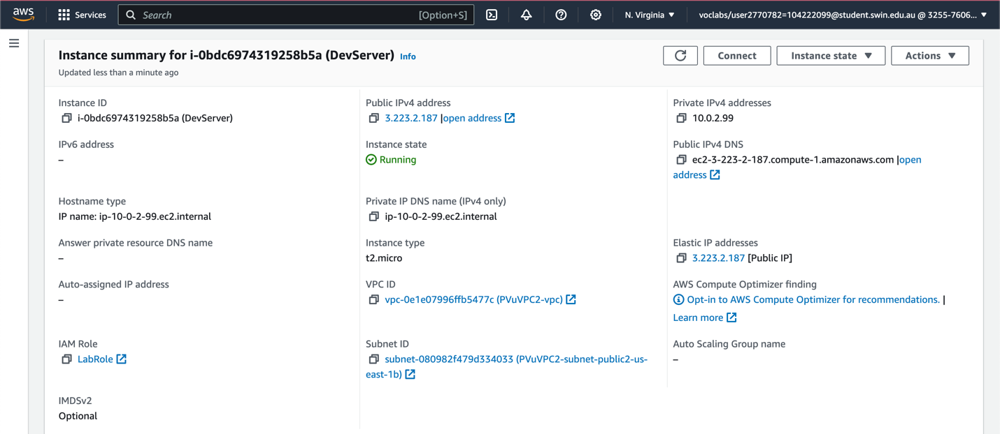 aws
Services
Search
[Option+S]
N. Virginia
voclabs/user2770782=104222099@student.swin.edu.au @ 3255-7606...
Instance summary for i-0bdc6974319258b5a (DevServer) Info
Updated less than a minute ago
Connect
Instance state
Actions
Instance ID
i-0bdc6974319258b5a (DevServer)
Public IPv4 address
3.223.2.187 |open address
Private IPv4 addresses
10.0.2.99
IPv6 address
–
Instance state
Running
Public IPv4 DNS
ec2-3-223-2-187.compute-1.amazonaws.com |open
address
Hostname type
IP name: ip-10-0-2-99.ec2.internal
Private IP DNS name (IPv4 only)
ip-10-0-2-99.ec2.internal
Answer private resource DNS name
–
Instance type
t2.micro
Elastic IP addresses
3.223.2.187 [Public IP]
Auto-assigned IP address
–
VPC ID
vpc-0e1e07996ffb5477c (PVuVPC2-vpc)
AWS Compute Optimizer finding
Opt-in to AWS Compute Optimizer for recommendations. |
Learn more
IAM Role
LabRole
Subnet ID
subnet-080982f479d334033 (PVuVPC2-subnet-public2-us-
east-1b)
Auto Scaling Group name
–
IMDSv2
Optional